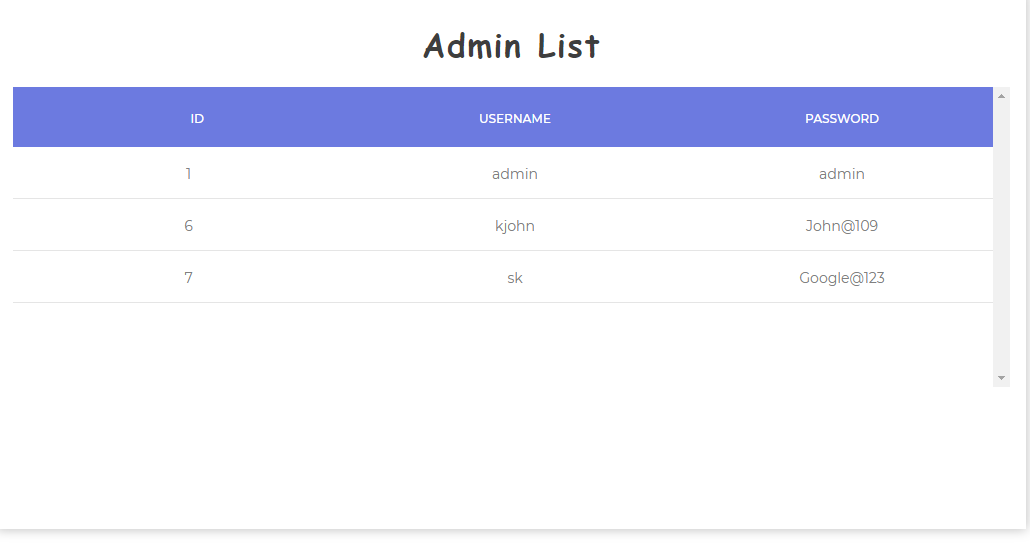 Admin List
ID USERNAME PASSWORD
1 admin admin
6 kjohn John@109
7 sk Google@123